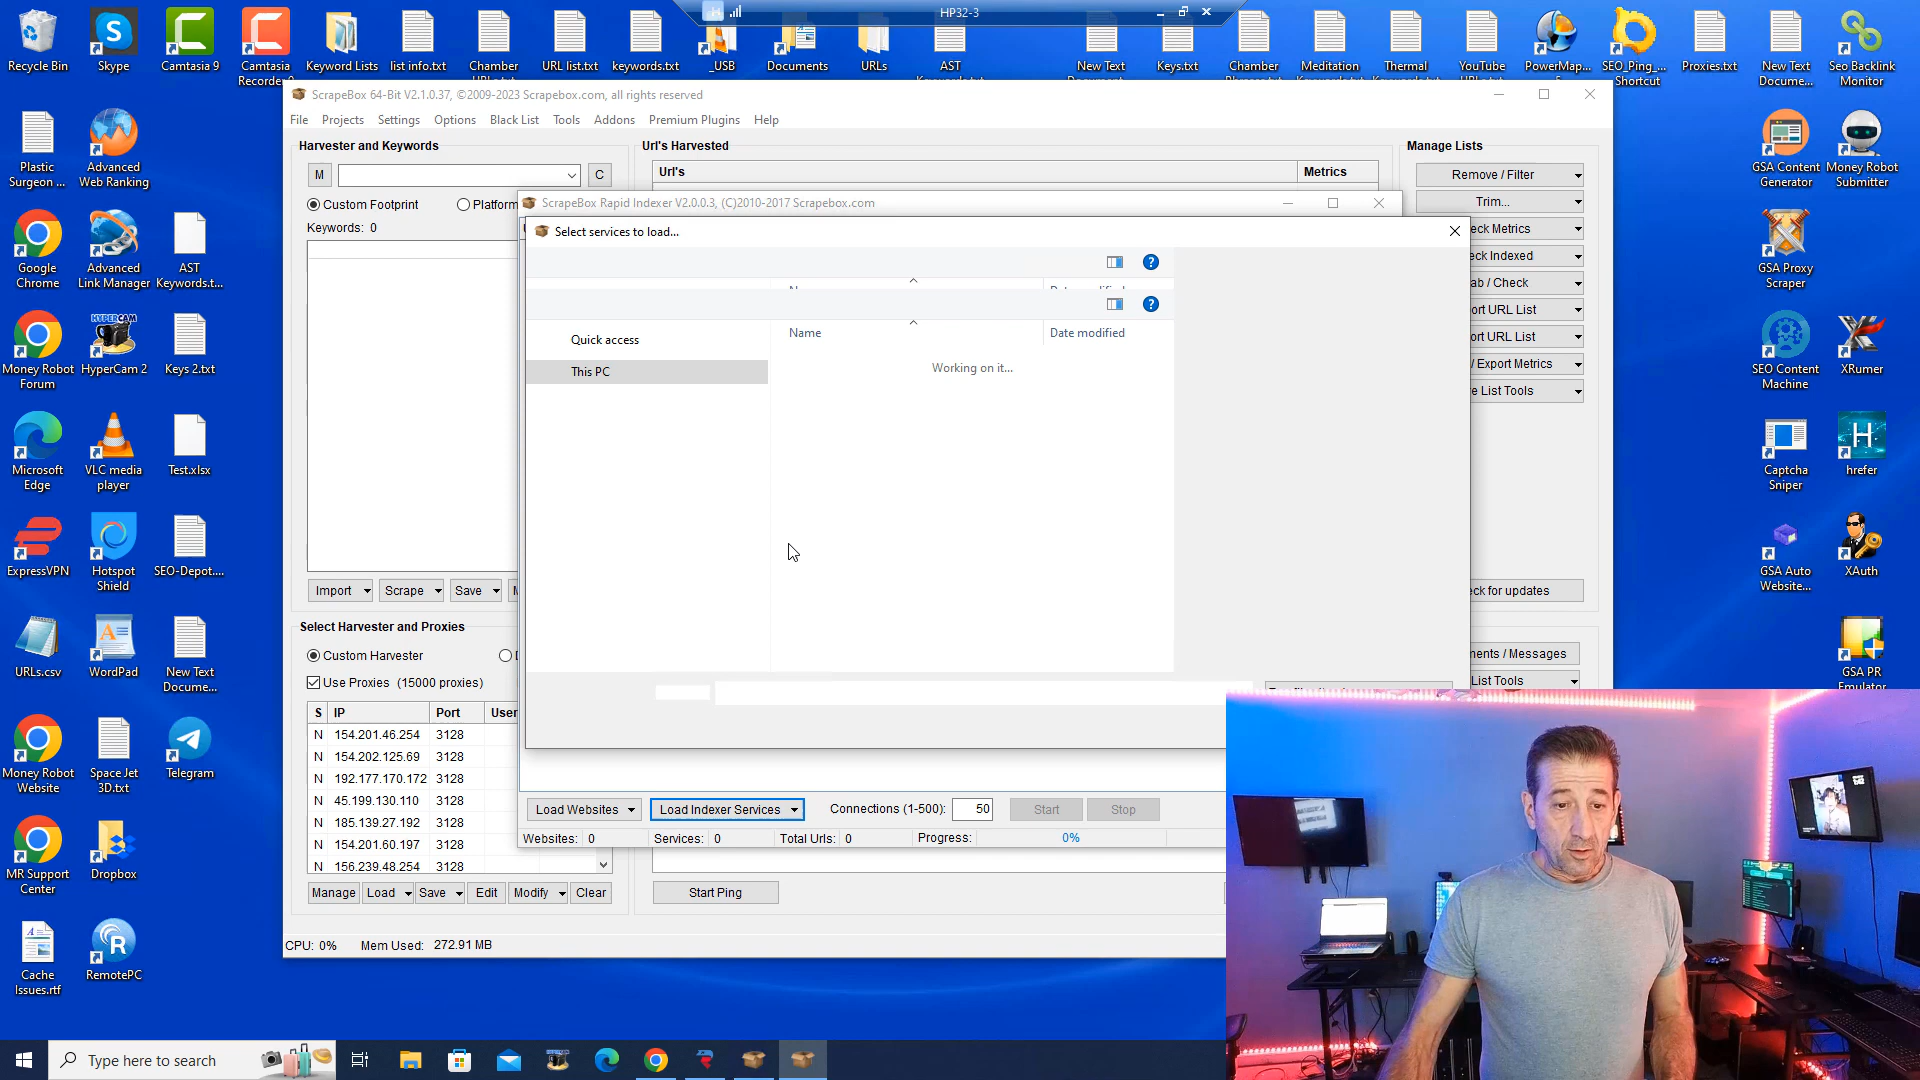 HP32-3
Recycle Bin
Skype
Camtasia 9
Camtasia
Recorder 9
Keyword Lists
list info.txt
Chamber
URL list.txt
keywords.txt
_USB
Documents
URLs
AST
New Text
Keys.txt
Chamber
Meditation
Thermal
YouTube
PowerMap...
SEO_Ping_...
Shortcut
Proxies.txt
New Text
Docume...
Seo Backlink
Monitor
ScrapeBox 64-Bit V2.1.0.37, ©2009-2023 Scrapebox.com, all rights reserved
File Projects Settings Options Black List Tools Addons Premium Plugins Help
Harvester and Keywords
Url's Harvested
Manage Lists
M
C
Url's
Metrics
Remove / Filter
Custom Footprint
Platform
Trim...
Keywords: 0
ScrapeBox Rapid Indexer V2.0.0.3, (C)2010-2017 Scrapebox.com
Select services to load...
eck Metrics
eck Indexed
ab / Check
ort URL List
ort URL List
/ Export Metrics
e List Tools
Name
Date modified
Quick access
This PC
Working on it...
Import
Scrape
Save
eck for updates
Select Harvester and Proxies
Custom Harvester
Use Proxies (15000 proxies)
ents / Messages
List Tools
S IP Port User
N 154.201.46.254 3128
N 154.202.125.69 3128
N 192.177.170.172 3128
N 45.199.130.110 3128
N 185.139.27.192 3128
N 154.201.60.197 3128
N 156.239.48.254 3128
Manage
Load
Save
Edit
Modify
Clear
Load Websites
Load Indexer Services
Connections (1-500): 50
Start
Stop
Websites: 0
Services: 0
Total Urls: 0
Progress: 0%
Start Ping
CPU: 0% Mem Used: 272.91 MB
Plastic
Surgeon ...
Advanced
Web Ranking
Google
Chrome
Advanced
Link Manager
AST
Keywords.t...
Money Robot
Forum
HyperCam 2
Keys 2.txt
Microsoft
Edge
VLC media
player
Test.xlsx
ExpressVPN
Hotspot
Shield
SEO-Depot....
URLs.csv
WordPad
New Text
Docume...
Money Robot
Website
Space Jet
3D.txt
Telegram
MR Support
Center
Dropbox
Cache
Issues.rtf
RemotePC
GSA Content
Generator
Money Robot
Submitter
GSA Proxy
Scraper
SEO Content
Machine
XRumer
Captcha
Sniper
hrefer
GSA Auto
Website...
XAuth
GSA PR
Emulator
Type here to search